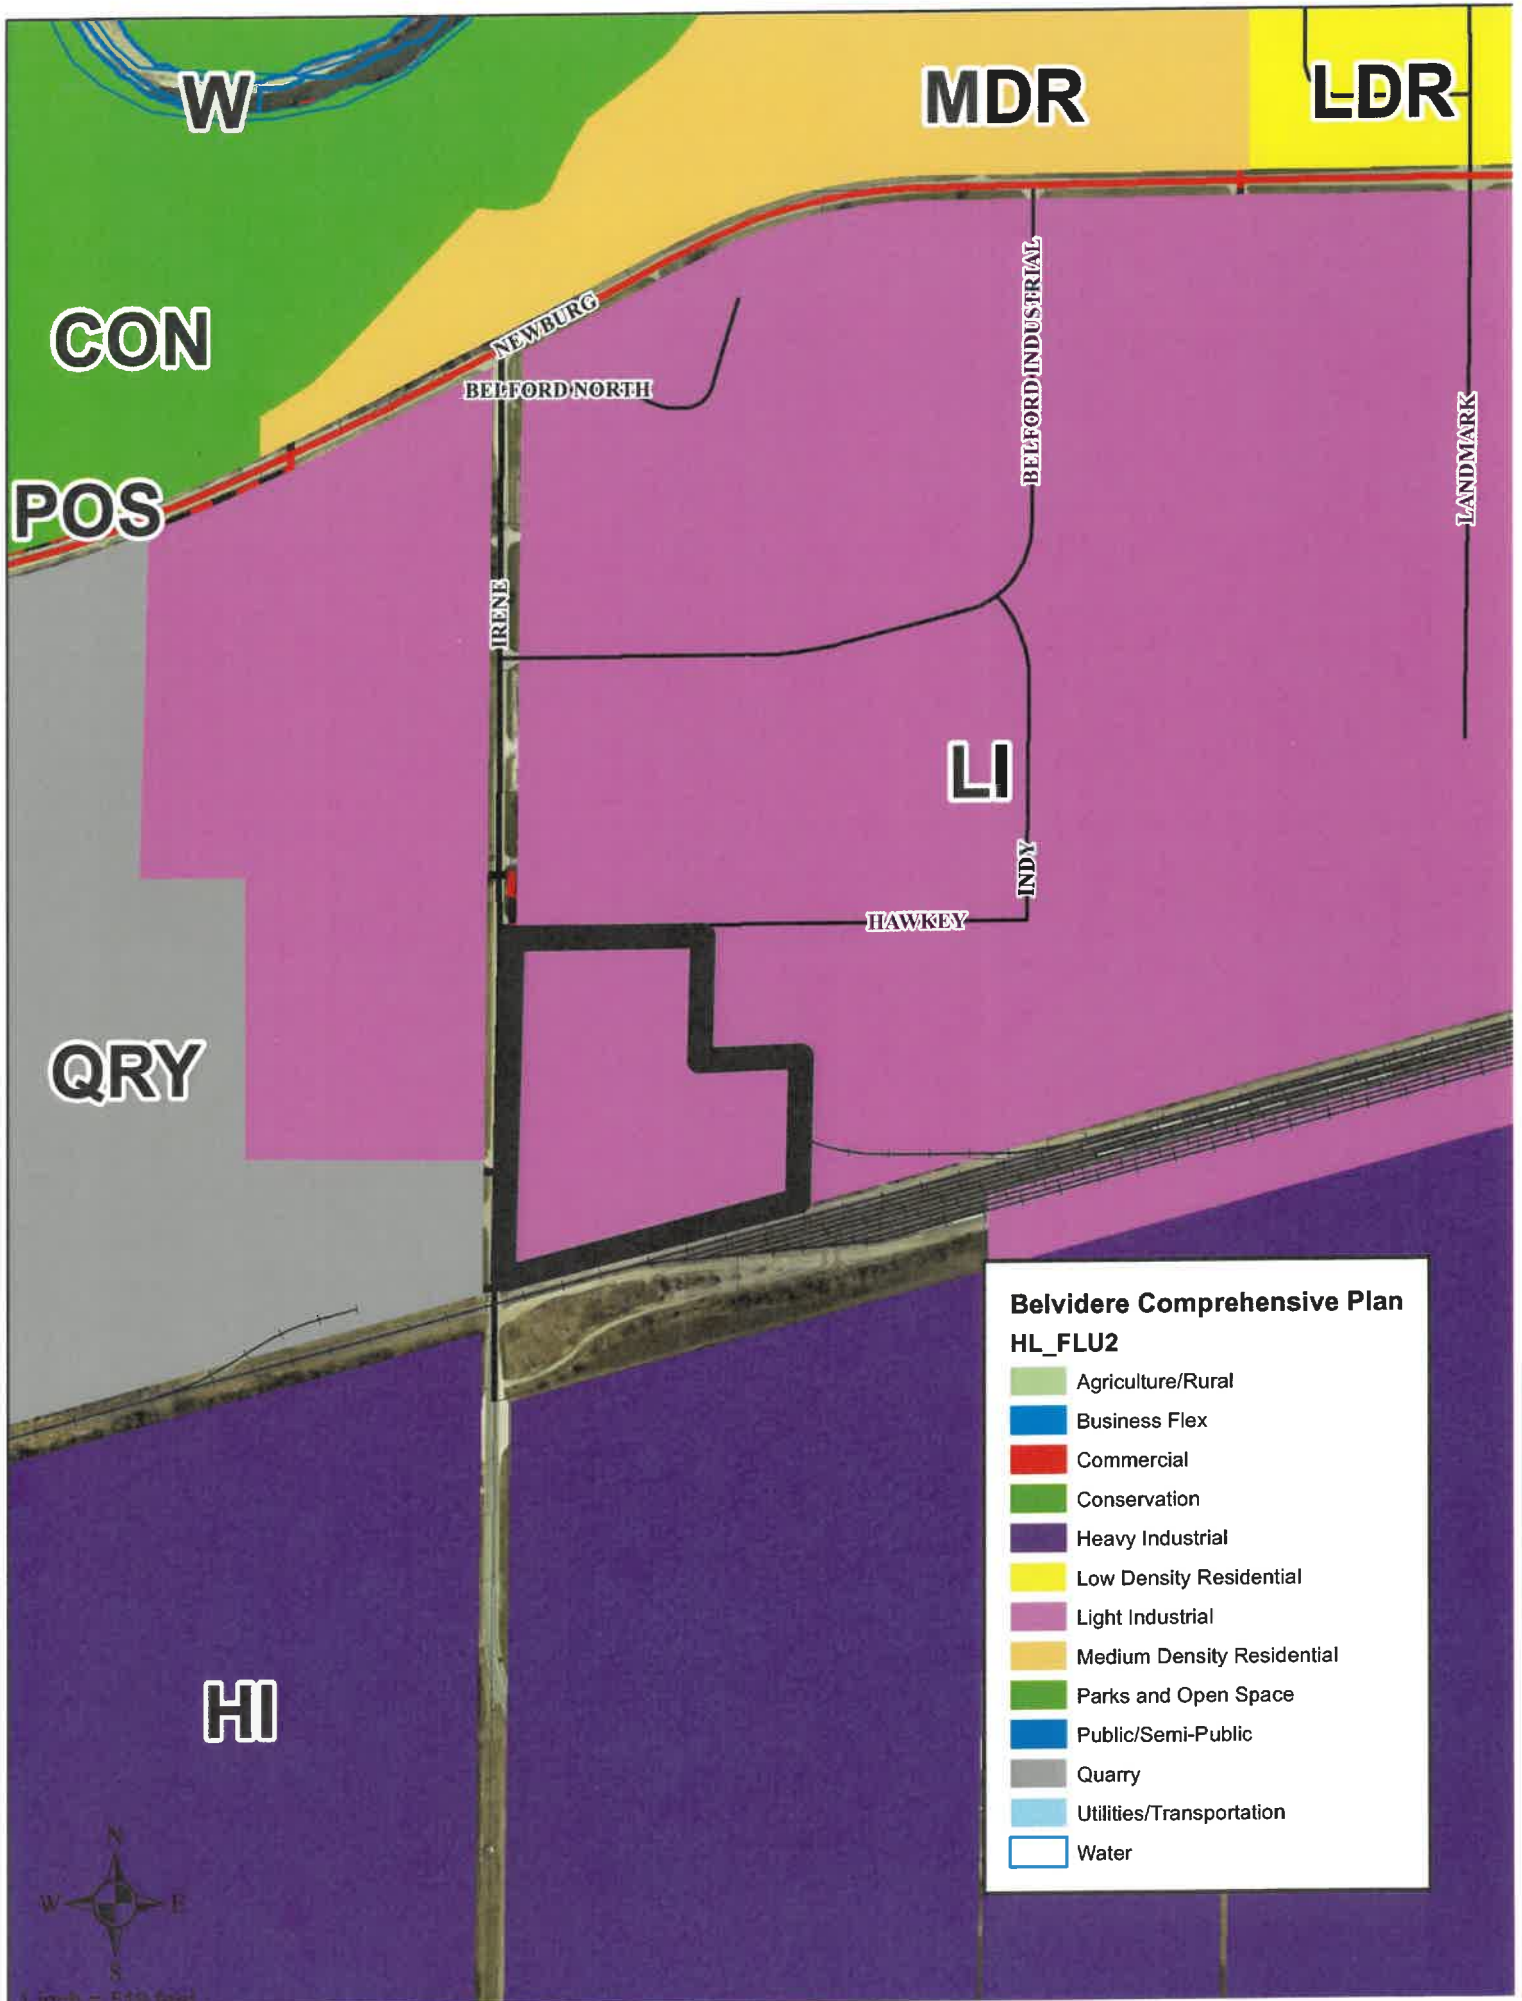 W
MDR
LDR
CON
NEWBURG
BELFORD NORTH
BELFORD INDUSTRIAL
LANDMARK
POS
IRENE
LI
INDY
HAWKEY
QRY
Belvidere Comprehensive Plan
HL_FLU2
Agriculture/Rural
Business Flex
Commercial
Conservation
Heavy Industrial
Low Density Residential
Light Industrial
Medium Density Residential
Parks and Open Space
Public/Semi-Public
Quarry
Utilities/Transportation
Water
HI
N
W E
S